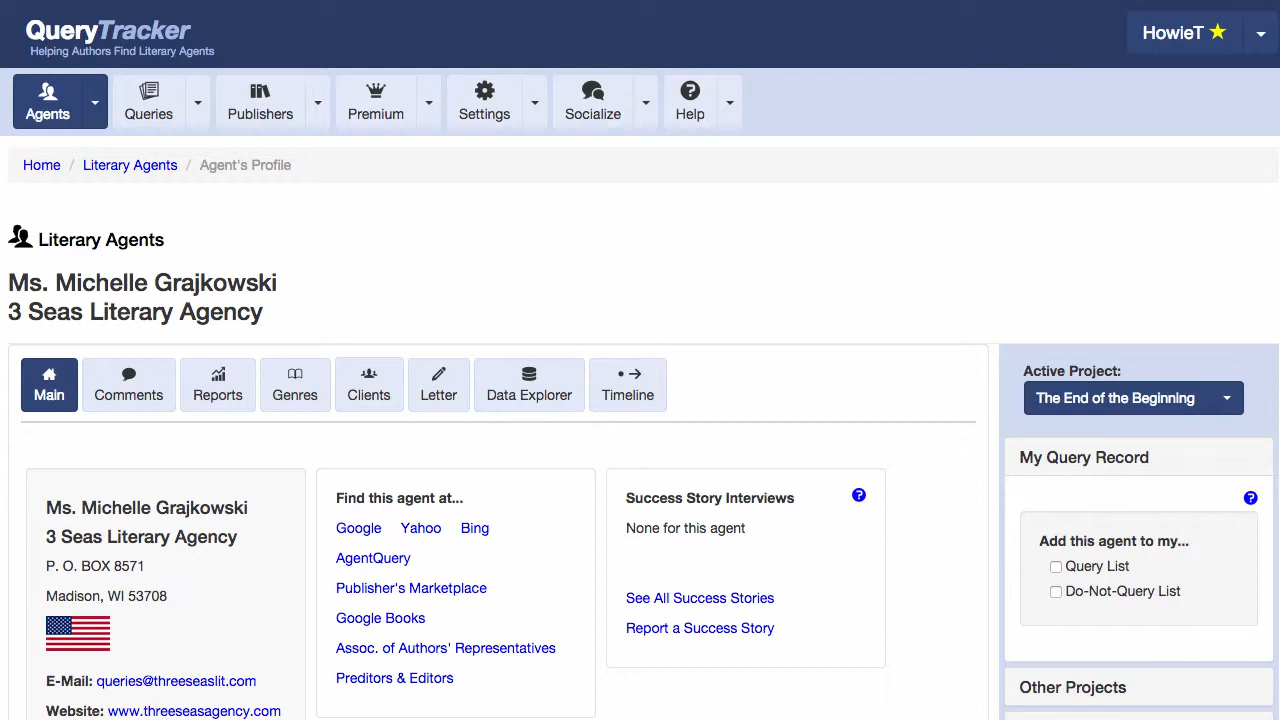 QueryTracker
Helping Authors Find Literary Agents
HowieT
Agents
Queries
Publishers
Premium
Settings
Socialize
Help
Home / Literary Agents / Agent's Profile
Literary Agents
Ms. Michelle Grajkowski
3 Seas Literary Agency
Main
Comments
Reports
Genres
Clients
Letter
Data Explorer
Timeline
Ms. Michelle Grajkowski
3 Seas Literary Agency
P. O. BOX 8571
Madison, WI 53708
E-Mail: queries@threeseaslit.com
Website: www.threeseasagency.com
Find this agent at...
Google Yahoo Bing
AgentQuery
Publisher's Marketplace
Google Books
Assoc. of Authors' Representatives
Preditors & Editors
Success Story Interviews
None for this agent
See All Success Stories
Report a Success Story
Active Project:
The End of the Beginning
My Query Record
Add this agent to my...
Query List
Do-Not-Query List
Other Projects